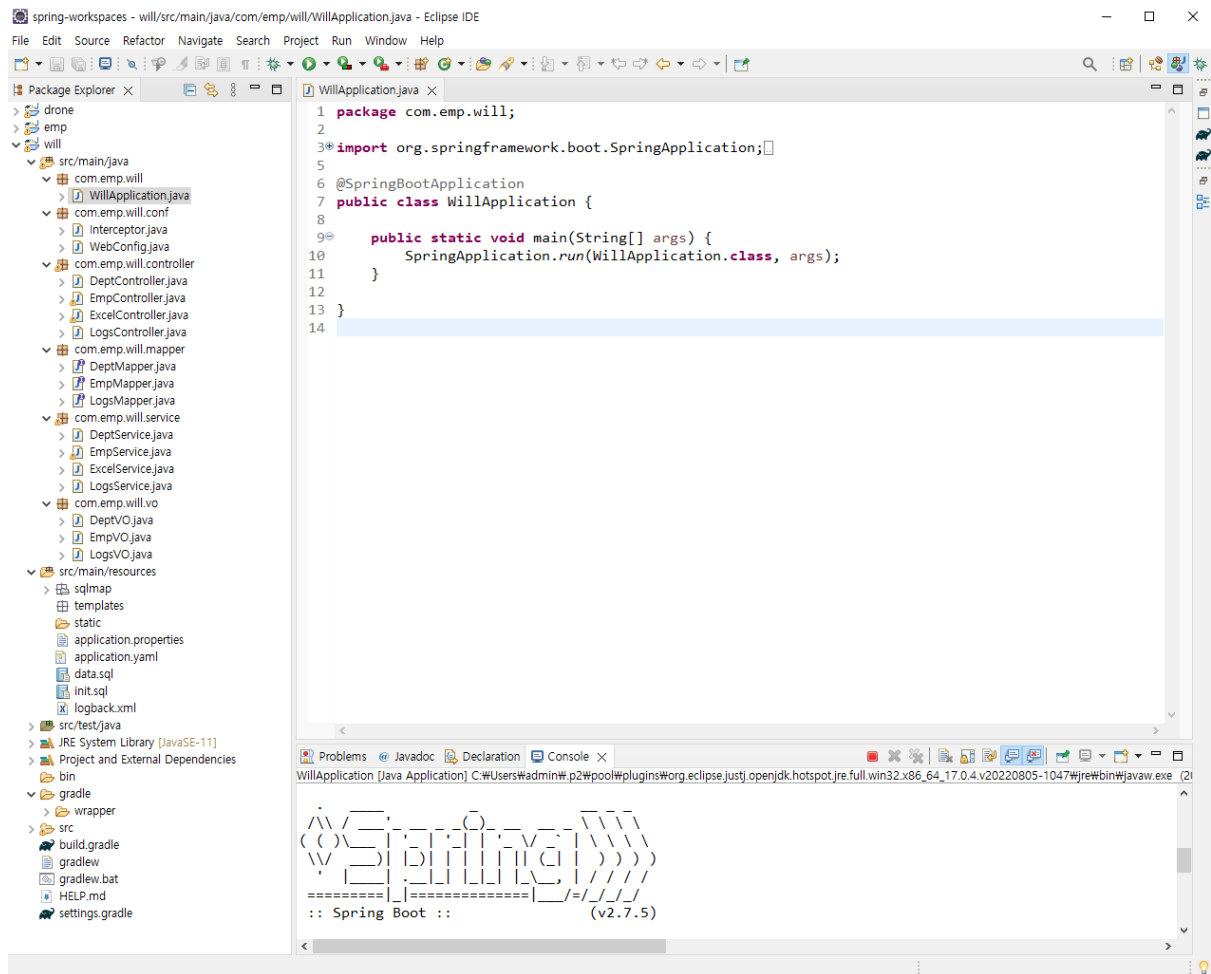 spring-workspaces - will/src/main/java/com/emp/will/WillApplication.java - Eclipse IDE
File Edit Source Refactor Navigate Search Project Run Window Help
Package Explorer
drone
emp
will
src/main/java
com.emp.will
WillApplication.java
com.emp.will.conf
Interceptor.java
WebConfig.java
com.emp.will.controller
DeptController.java
EmpController.java
ExcelController.java
LogsController.java
com.emp.will.mapper
DeptMapper.java
EmpMapper.java
LogsMapper.java
com.emp.will.service
DeptService.java
EmpService.java
ExcelService.java
LogsService.java
com.emp.will.vo
DeptVO.java
EmpVO.java
LogsVO.java
src/main/resources
sqlmap
templates
static
application.properties
application.yaml
data.sql
init.sql
logback.xml
src/test/java
JRE System Library [JavaSE-11]
Project and External Dependencies
bin
gradle
wrapper
src
build.gradle
gradlew
gradlew.bat
HELP.md
settings.gradle
WillApplication.java
1 package com.emp.will;
2
3 import org.springframework.boot.SpringApplication;
5
6 @SpringBootApplication
7 public class WillApplication {
8
9 public static void main(String[] args) {
10 SpringApplication.run(WillApplication.class, args);
11 }
12
13 }
14
Problems @ Javadoc Declaration Console
WillApplication [Java Application] C:₩Users₩admin₩.p2₩pool₩plugins₩org.eclipse.justj.openjdk.hotspot.jre.full.win32.x86_64_17.0.4.v20220805-1047₩jre₩bin₩javaw.exe
Spring
:: Spring Boot :: (v2.7.5)